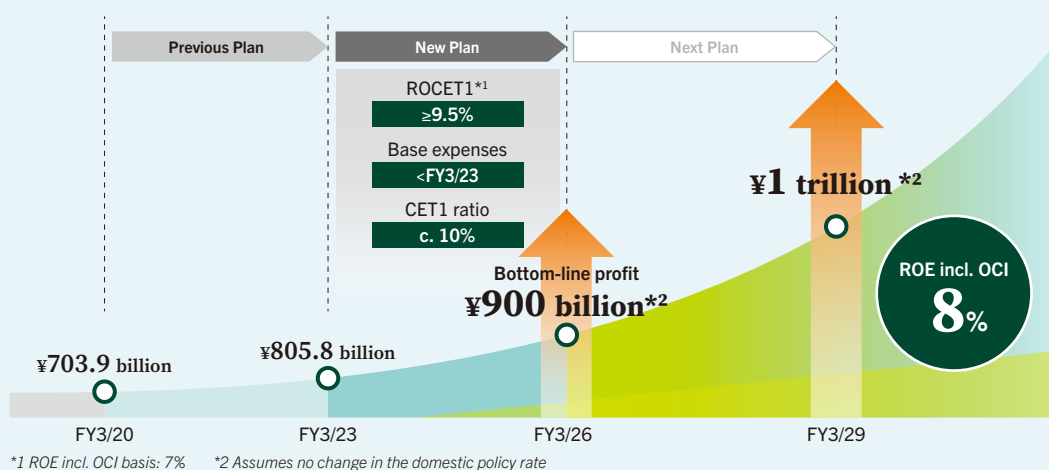 Previous Plan
New Plan
Next Plan
ROCET1*1
≥9.5%
Base expenses
<FY3/23
CET1 ratio
c. 10%
¥1 trillion *2
Bottom-line profit
¥900 billion*2
ROE incl. OCI
8%
¥703.9 billion
¥805.8 billion
FY3/20
FY3/23
FY3/26
FY3/29
*1 ROE incl. OCI basis: 7% *2 Assumes no change in the domestic policy rate